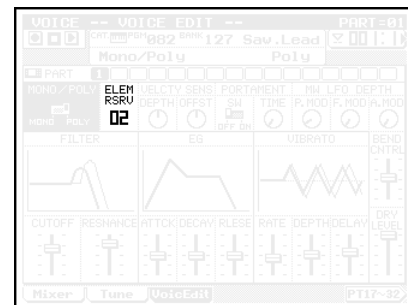 VOICE -- VOICE EDIT -- PART=01
CAT. PGM 002 BANK 127 Saw.Lead
Mono/Poly Poly
PART 1
MONO/POLY ELEM RSRV VELCTY SENS PORTAMENT MW LFO DEPTH
DEPTH OFFST SW TIME P.MOD F.MOD A.MOD
MONO POLY 02 OFF ON
FILTER EG VIBRATO BEND CNTRL
CUTOFF RESNANCE ATTCK DECAY RLESE RATE DEPTH DELAY DRY LEVEL
Mixer Tune VoicEdit PT17~32